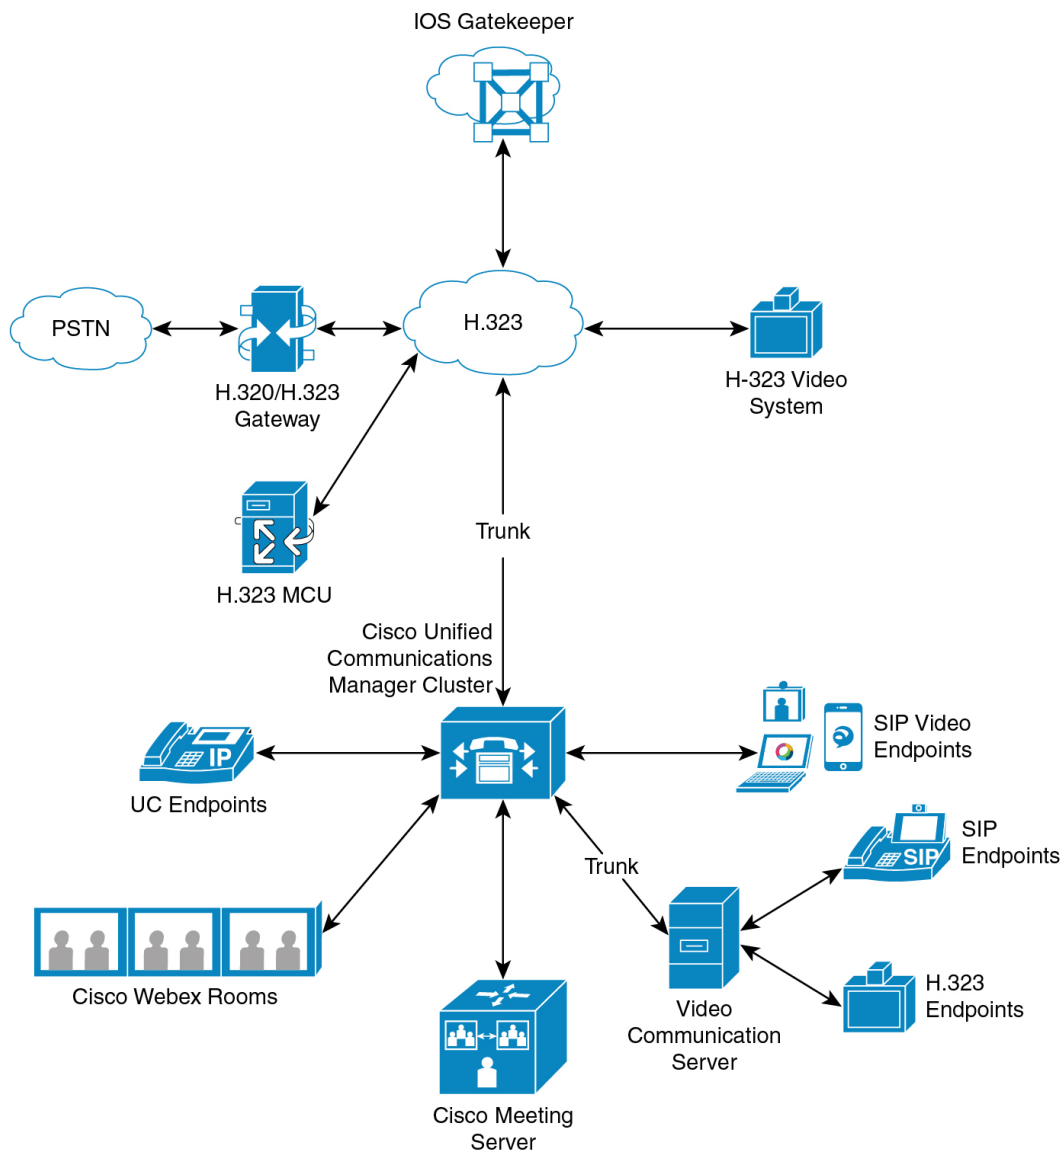 IOS Gatekeeper
PSTN
H.323
H.320/H.323
Gateway
H-323 Video
System
H.323 MCU
Trunk
Cisco Unified
Communications
Manager Cluster
IP
UC Endpoints
SIP Video
Endpoints
SIP
SIP
Endpoints
Trunk
Cisco Webex Rooms
H.323
Endpoints
Video
Communication
Server
Cisco Meeting
Server